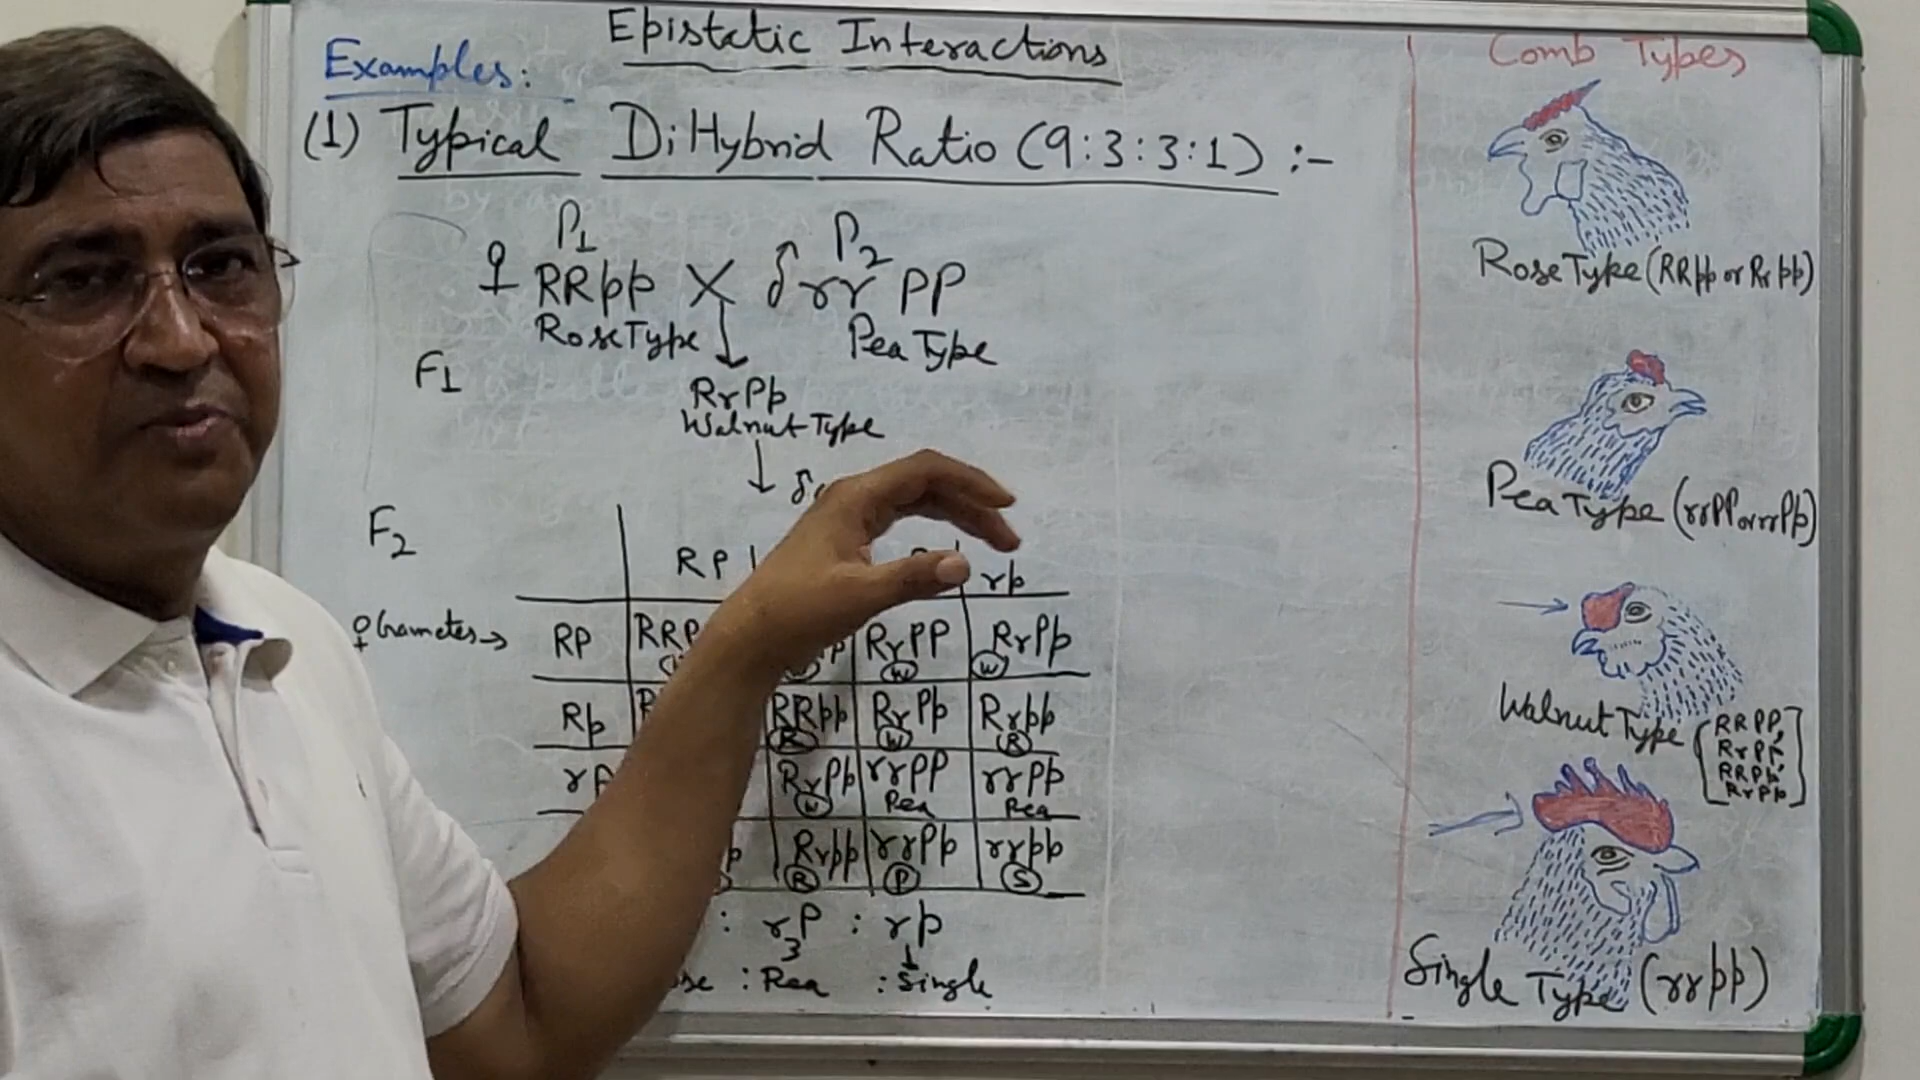 Epistatic Interactions
Examples:
(1) Typical DiHybrid Ratio (9:3:3:1) :-
P1 P2
♀ RRpp X ♂ rrPP
Rose Type Pea Type
F1
RrPp
Walnut Type
F2
RP rp
♀ Gametes → RP RRP RrPP RrPp
W W W
Rp RRpp RrPp Rrpp
R W R
RrPp rrPP rrPp
W Pea Pea
Rrpp rrPp rrpp
R P S
: rP : rp
3 1
: Pea : Single
Comb Types
Rose Type (RRpp or Rrpp)
Pea Type (rrPP or rrPp)
Walnut Type [RRPP,
RrPP,
RRPp,
RrPp]
Single Type (rrpp)